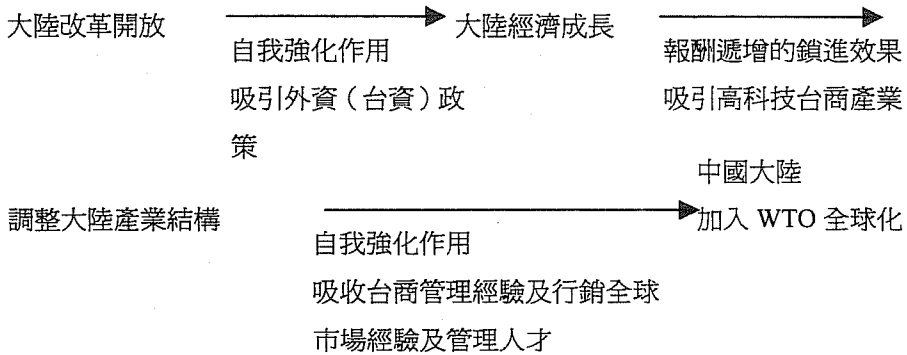 大陸改革開放
大陸經濟成長
自我強化作用
吸引外資（台資）政
策
報酬遞增的鎖進效果
吸引高科技台商產業
調整大陸產業結構
中國大陸
加入 WTO 全球化
自我強化作用
吸收台商管理經驗及行銷全球
市場經驗及管理人才